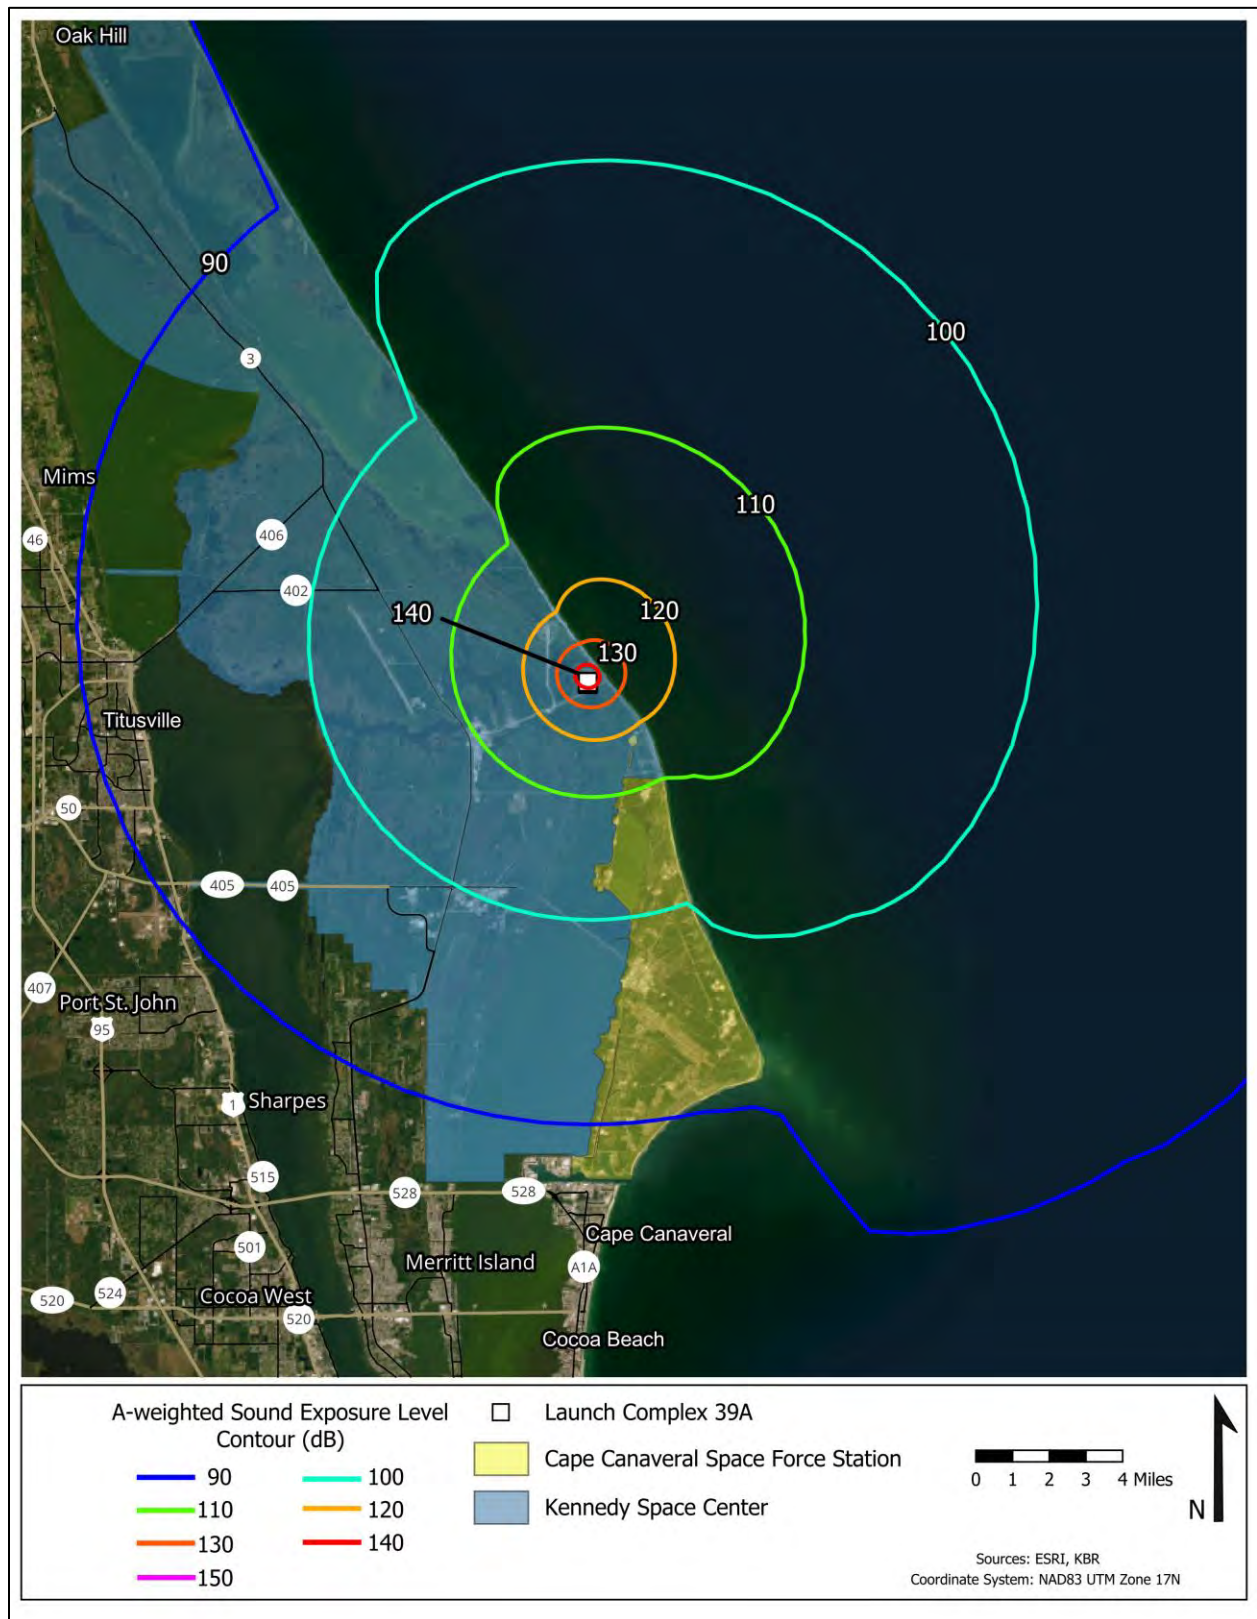 Oak Hill
90
100
3
Mims
110
406
46
402
140
120
130
Titusville
50
405
405
407
Port St. John
95
1
Sharpes
515
528
528
Cape Canaveral
501
Merritt Island
A1A
524
520
Cocoa West
520
Cocoa Beach
A-weighted Sound Exposure Level
Contour (dB)
90
100
110
120
130
140
150
Launch Complex 39A
Cape Canaveral Space Force Station
Kennedy Space Center
0 1 2 3 4 Miles
N
Sources: ESRI, KBR
Coordinate System: NAD83 UTM Zone 17N